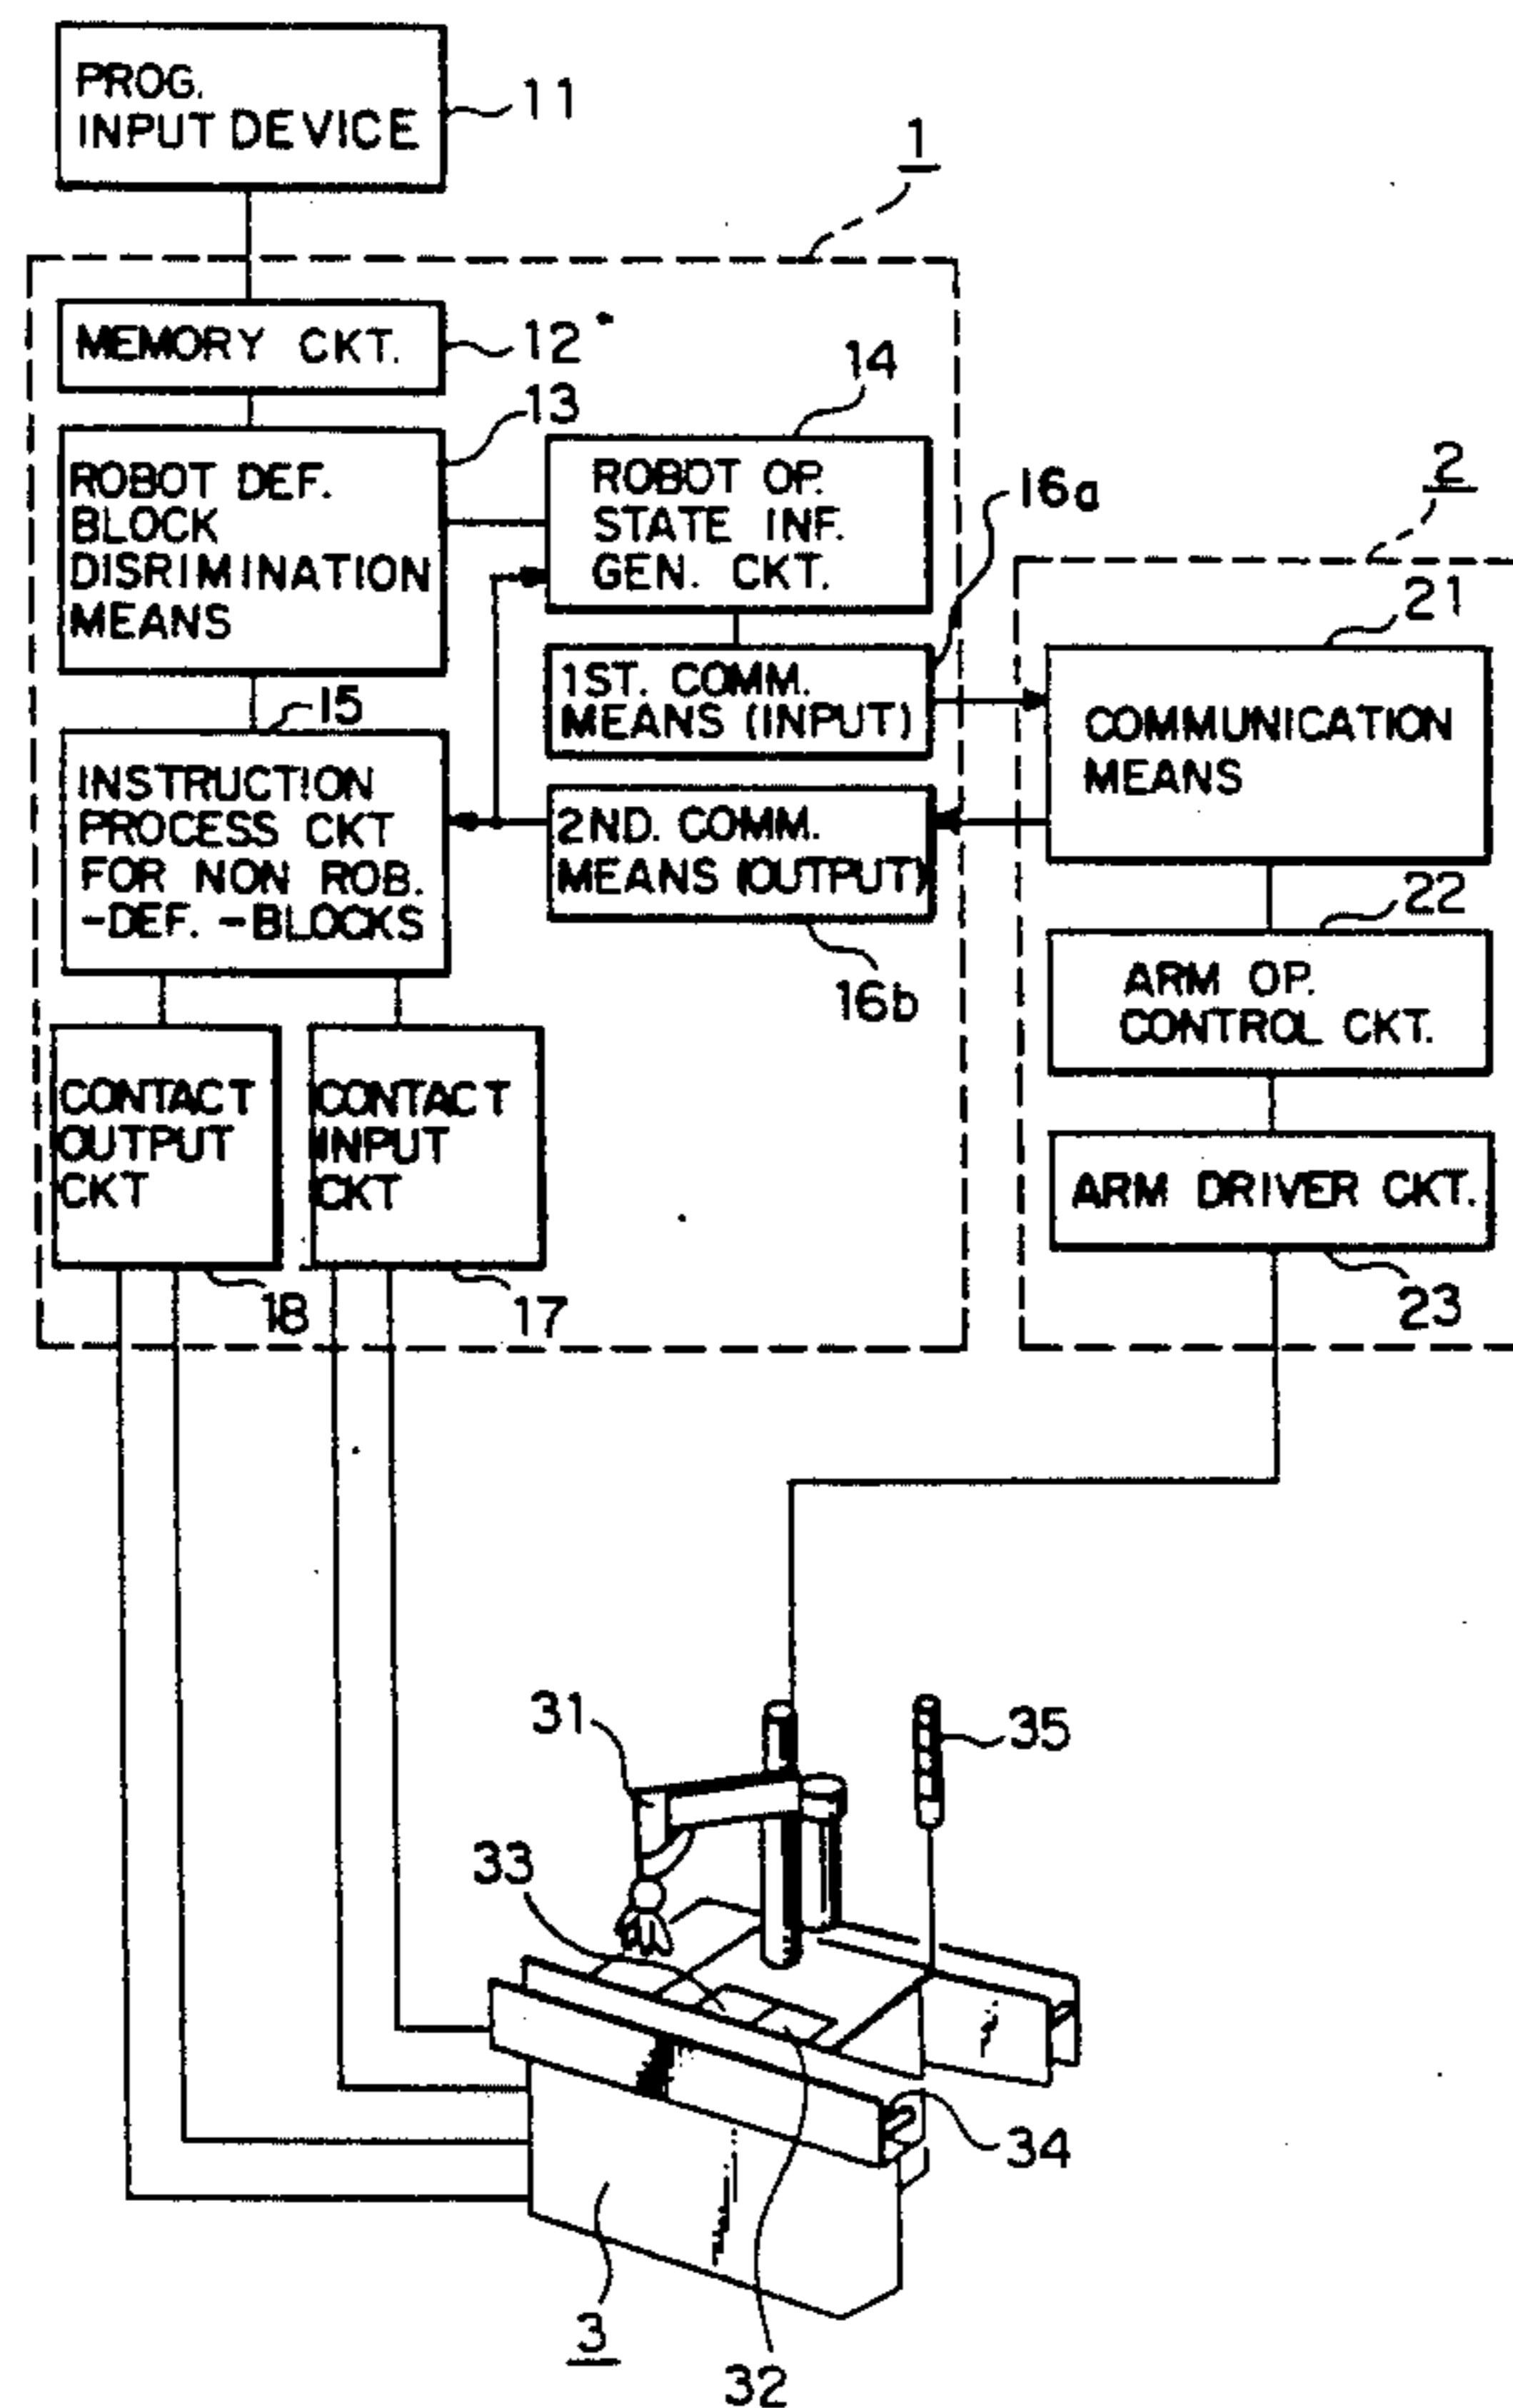 PROG.
INPUT DEVICE
11
1
MEMORY CKT.
12
13
14
ROBOT DEF.
BLOCK
DISRIMINATION
MEANS
ROBOT OP.
STATE INF.
GEN. CKT.
16a
2
21
1ST. COMM.
MEANS (INPUT)
COMMUNICATION
MEANS
15
INSTRUCTION
PROCESS CKT
FOR NON ROB.
-DEF. -BLOCKS
2ND. COMM.
MEANS (OUTPUT)
16b
22
ARM OP.
CONTROL CKT.
CONTACT
OUTPUT
CKT
CONTACT
INPUT
CKT
ARM DRIVER CKT.
18
17
23
31
35
33
34
3
32